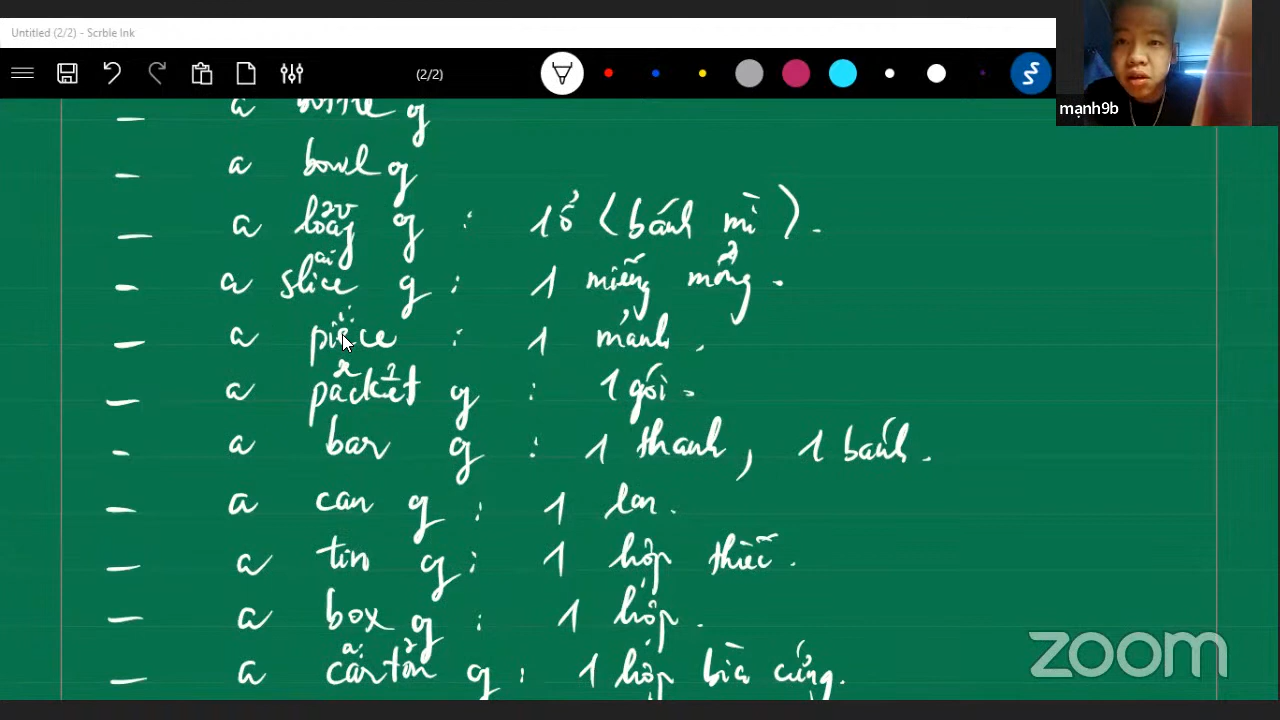 Untitled (2/2) - Scrble Ink
(2/2)
mạnh9b
_ a bottle of
_ a bowl of
_ a loaf of : 1 ổ (bánh mì).
- a slice of : 1 miếng mỏng.
- a piece : 1 mảnh.
_ a packet of : 1 gói.
- a bar of : 1 thanh, 1 bánh.
- a can of : 1 lon.
- a tin of : 1 hộp thiếc.
- a box of : 1 hộp.
_ a carton of : 1 hộp bìa cứng.
zoom